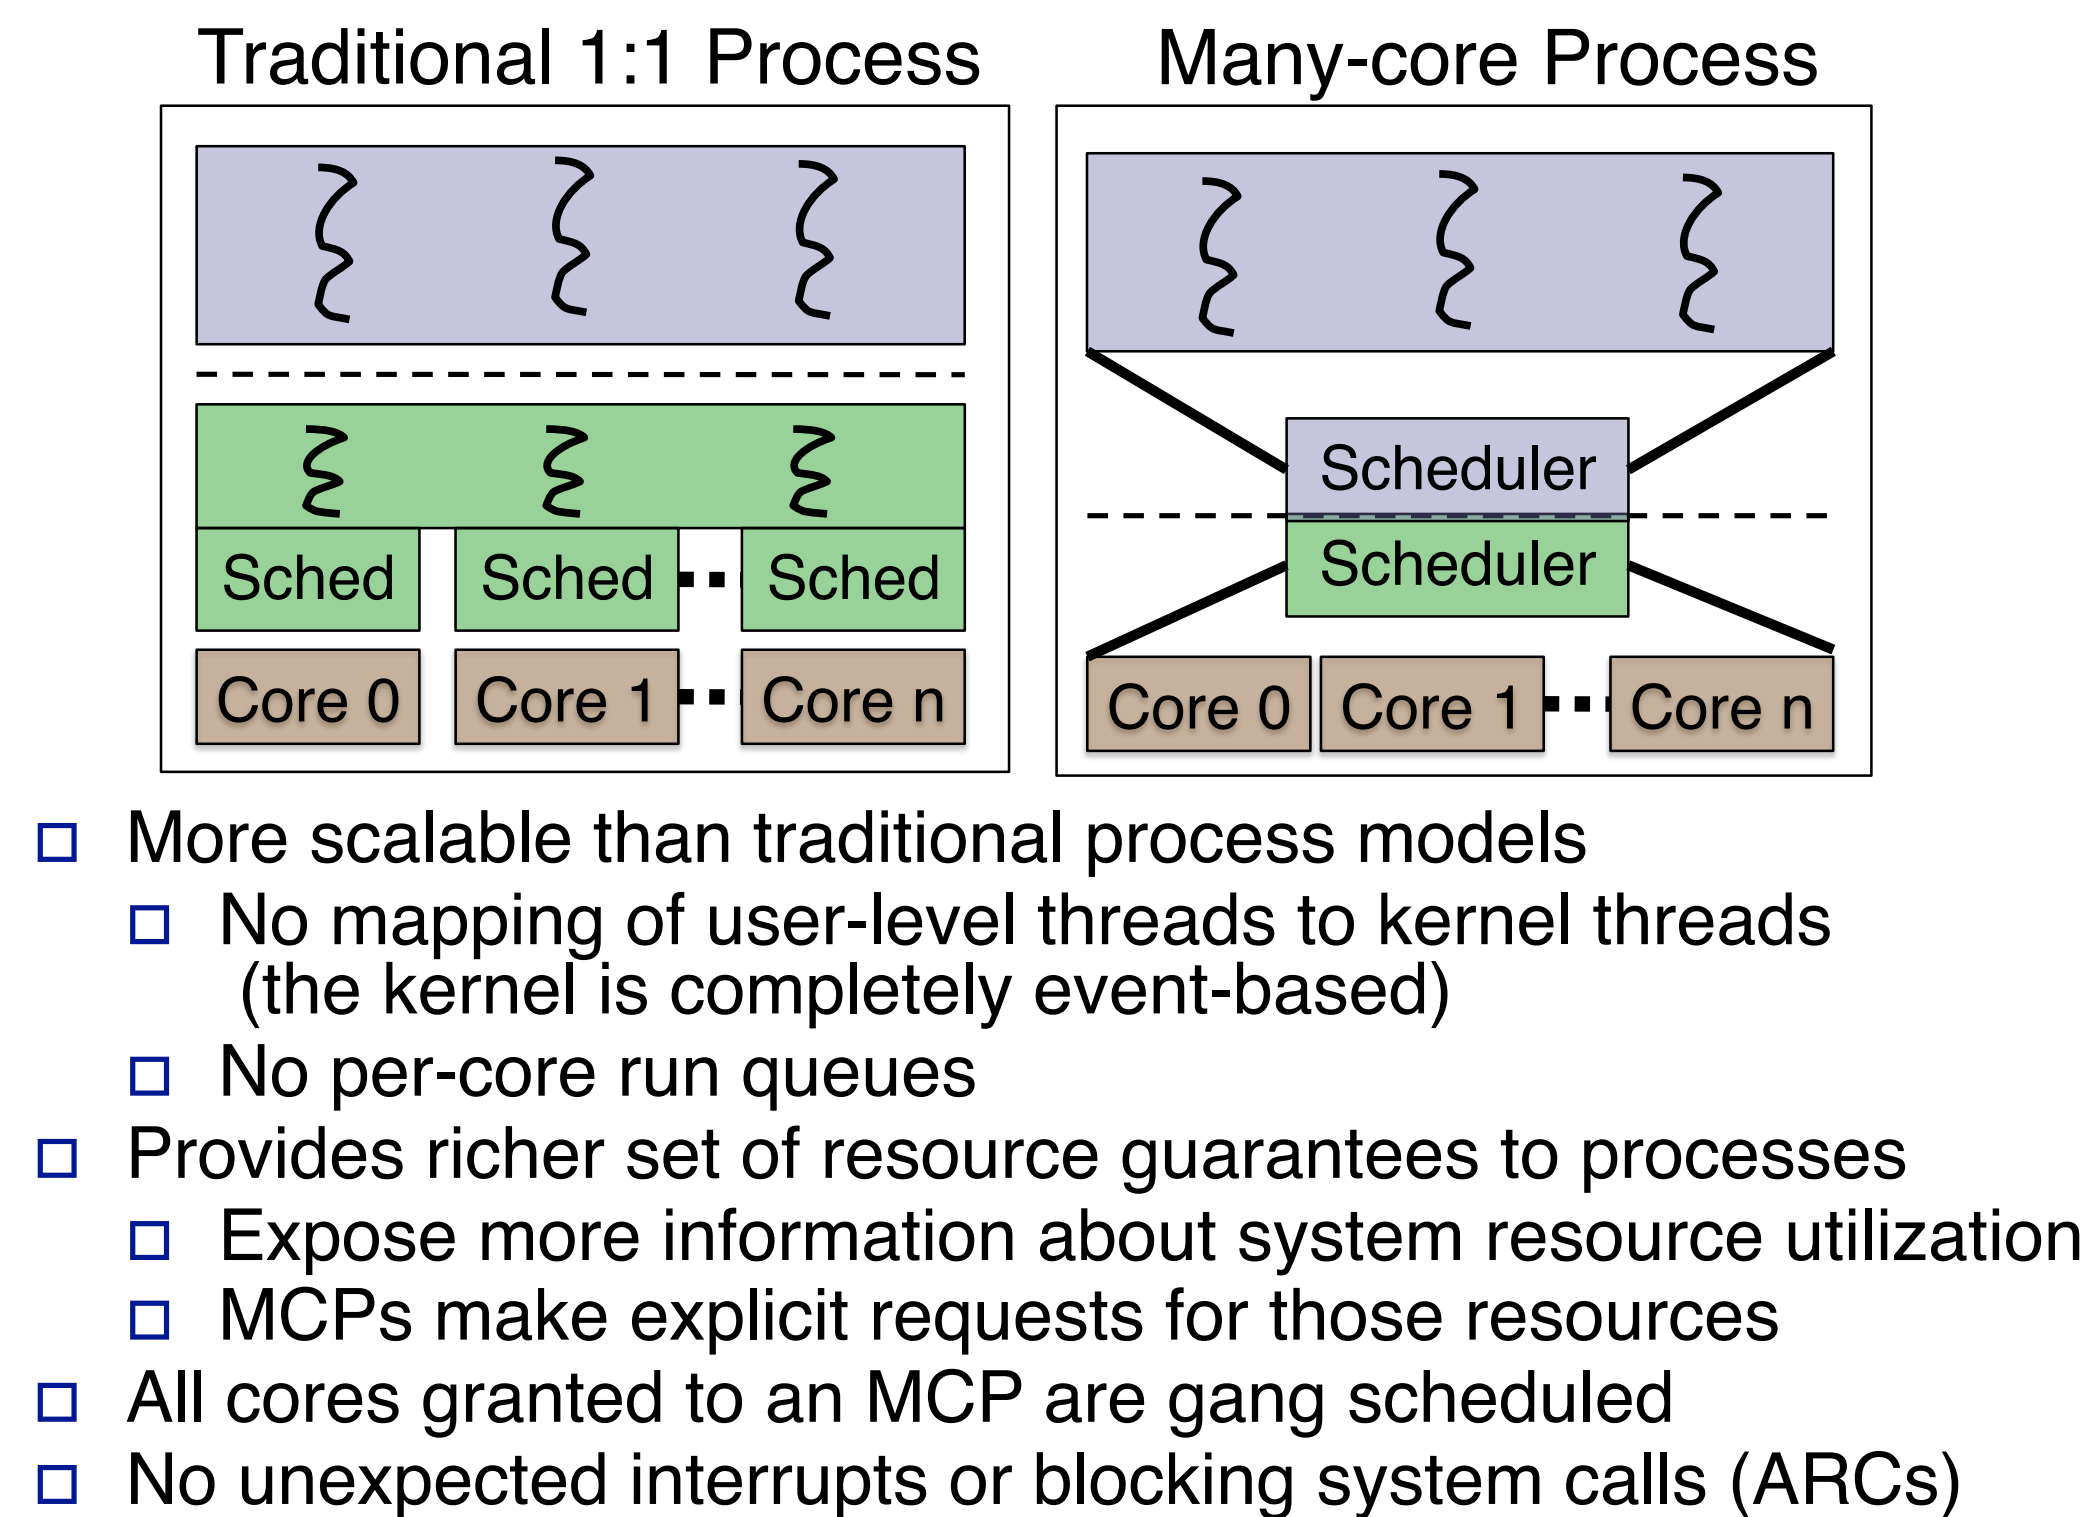 Traditional 1:1 Process
Many-core Process
Sched Sched Sched
Core 0 Core 1 Core n
Scheduler
Scheduler
Core 0 Core 1 Core n
More scalable than traditional process models
No mapping of user-level threads to kernel threads
(the kernel is completely event-based)
No per-core run queues
Provides richer set of resource guarantees to processes
Expose more information about system resource utilization
MCPs make explicit requests for those resources
All cores granted to an MCP are gang scheduled
No unexpected interrupts or blocking system calls (ARCs)